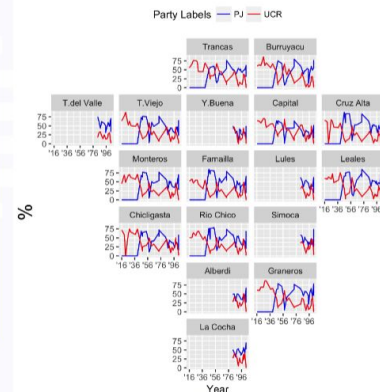 Party Labels PJ UCR
Trancas Burruyacu
75
50
25
0
T.del Valle T.Viejo Y.Buena Capital Cruz Alta
75
50
25
0
'16 '36 '56 '76 '96
Monteros Famailla Lules Leales
75
50
25
0
'16 '36 '56 '76 '96
Chicligasta Rio Chico Simoca
75
50
25
0
'16 '36 '56 '76 '96
Alberdi Graneros
75
50
25
0
'16 '36 '56 '76 '96
La Cocha
75
50
25
0
'16 '36 '56 '76 '96
%
Year